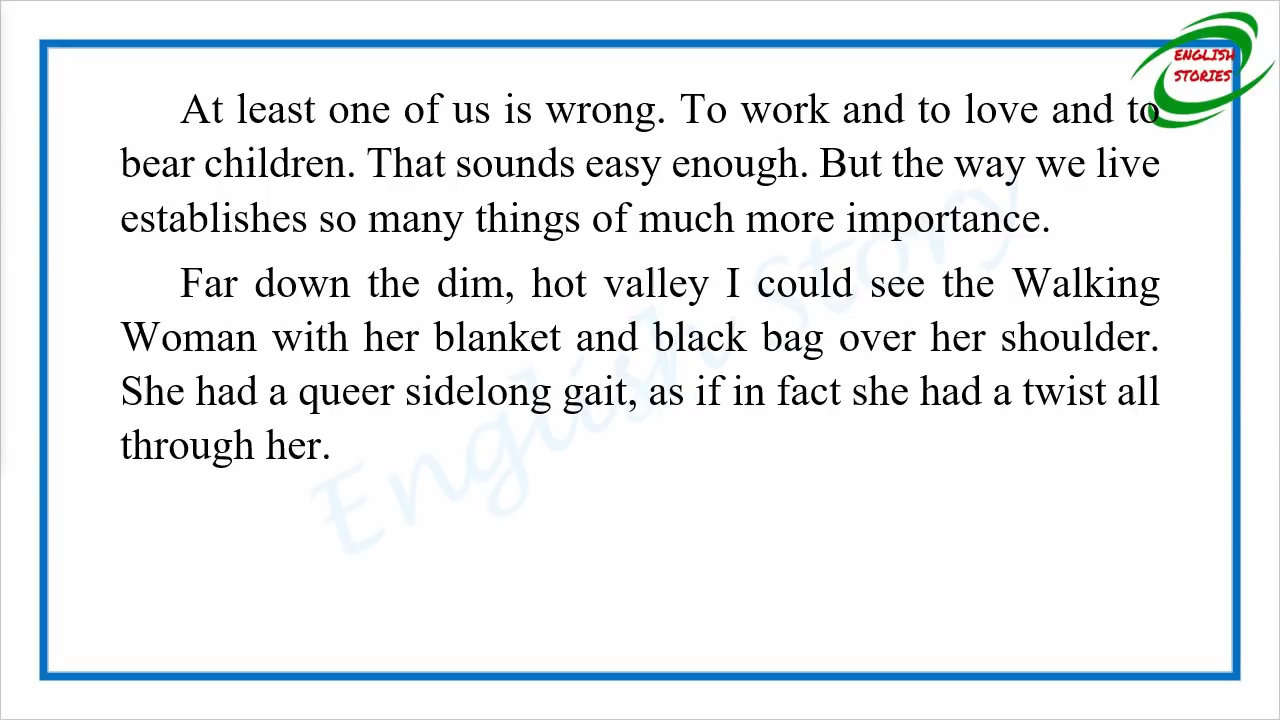 ENGLISH
STORIES
At least one of us is wrong. To work and to love and to
bear children. That sounds easy enough. But the way we live
establishes so many things of much more importance.
Far down the dim, hot valley I could see the Walking
Woman with her blanket and black bag over her shoulder.
She had a queer sidelong gait, as if in fact she had a twist all
through her.
English Story